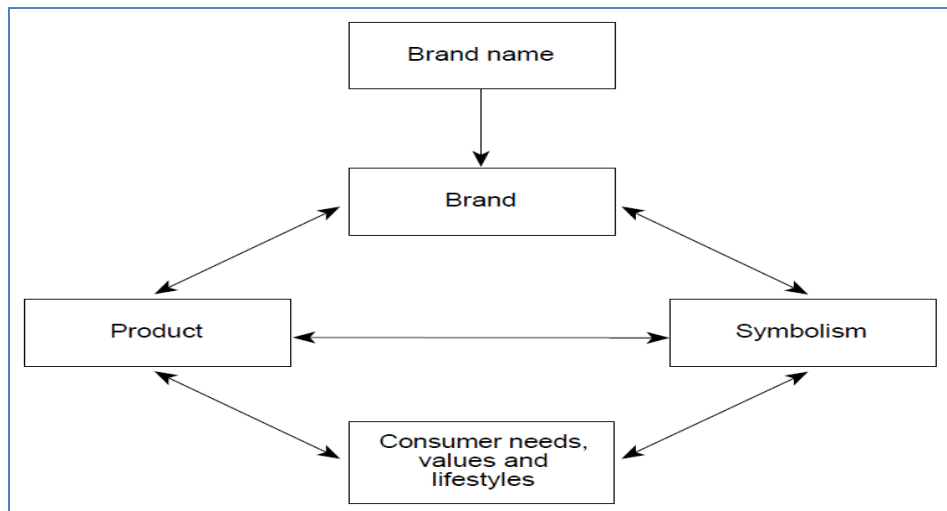 Brand name
Brand
Product
Symbolism
Consumer needs,
values and
lifestyles